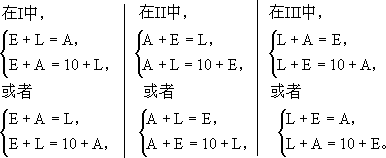 在I中，
E + L = A，
E + A = 10 + L，
或者
E + A = L，
E + L = 10 + A，
在II中，
A + E = L，
A + L = 10 + E，
或者
A + L = E，
A + E = 10 + L，
在III中，
L + A = E，
L + E = 10 + A，
或者
L + E = A，
L + A = 10 + E。